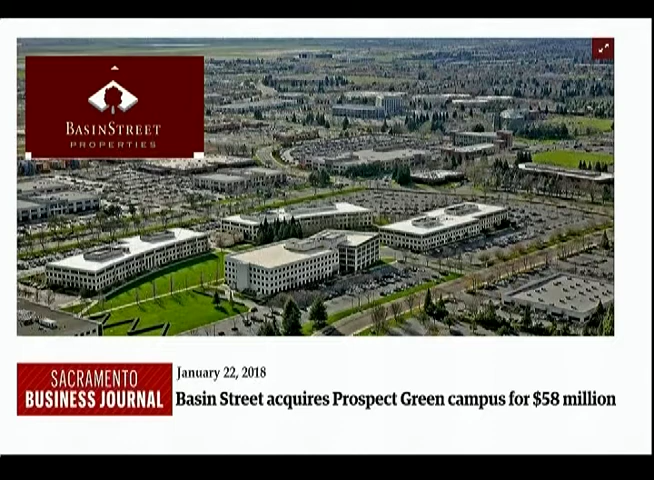 BASINSTREET
PROPERTIES
SACRAMENTO
BUSINESS JOURNAL
January 22, 2018
Basin Street acquires Prospect Green campus for $58 million